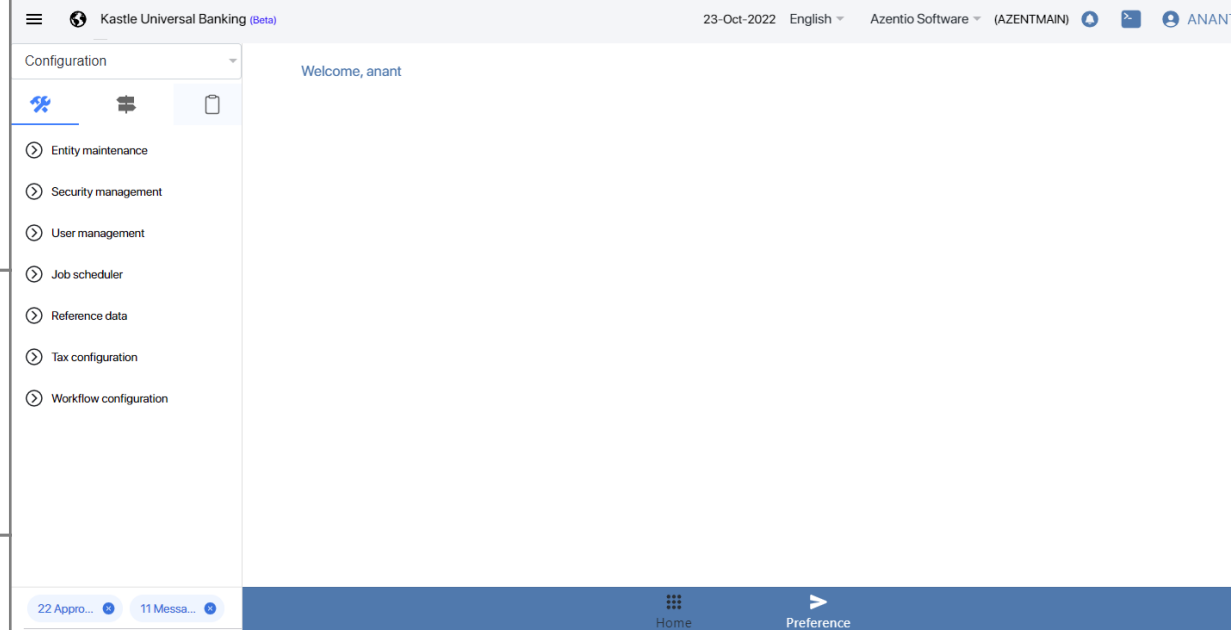 Kastle Universal Banking (Beta) 23-Oct-2022 English Azentio Software (AZENTMAIN) ANANT
Configuration
Welcome, anant
Entity maintenance
Security management
User management
Job scheduler
Reference data
Tax configuration
Workflow configuration
22 Appro... 11 Messa...
Home Preference